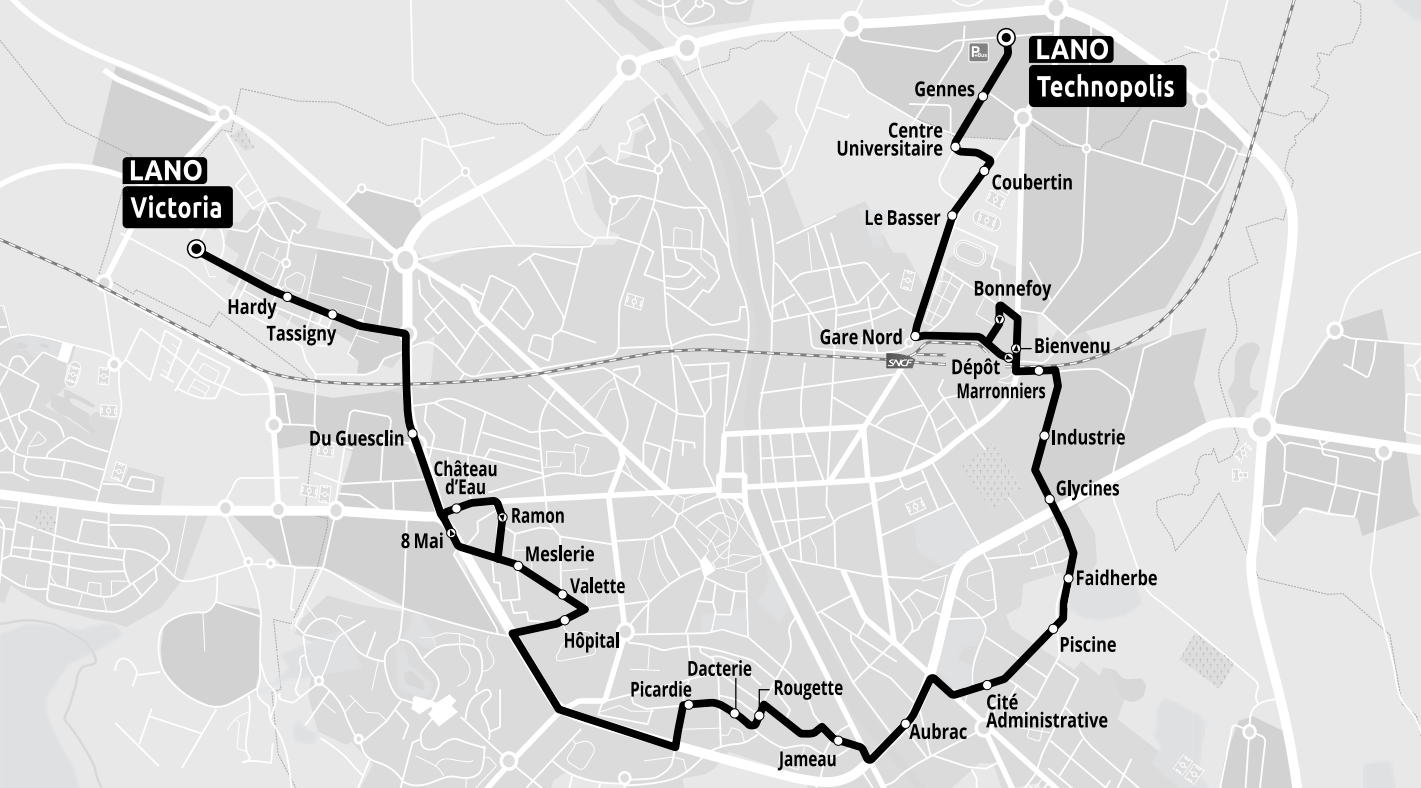 P+Bus
LANO
Technopolis
Gennes
Centre
Universitaire
Coubertin
LANO
Victoria
Le Basser
Hardy
Tassigny
Bonnefoy
Gare Nord
Bienvenu
SNCF
Dépôt
Marronniers
Du Guesclin
Industrie
Château
d'Eau
Glycines
Ramon
8 Mai
Meslerie
Valette
Faidherbe
Hôpital
Piscine
Dacterie
Picardie
Rougette
Cité
Administrative
Aubrac
Jameau